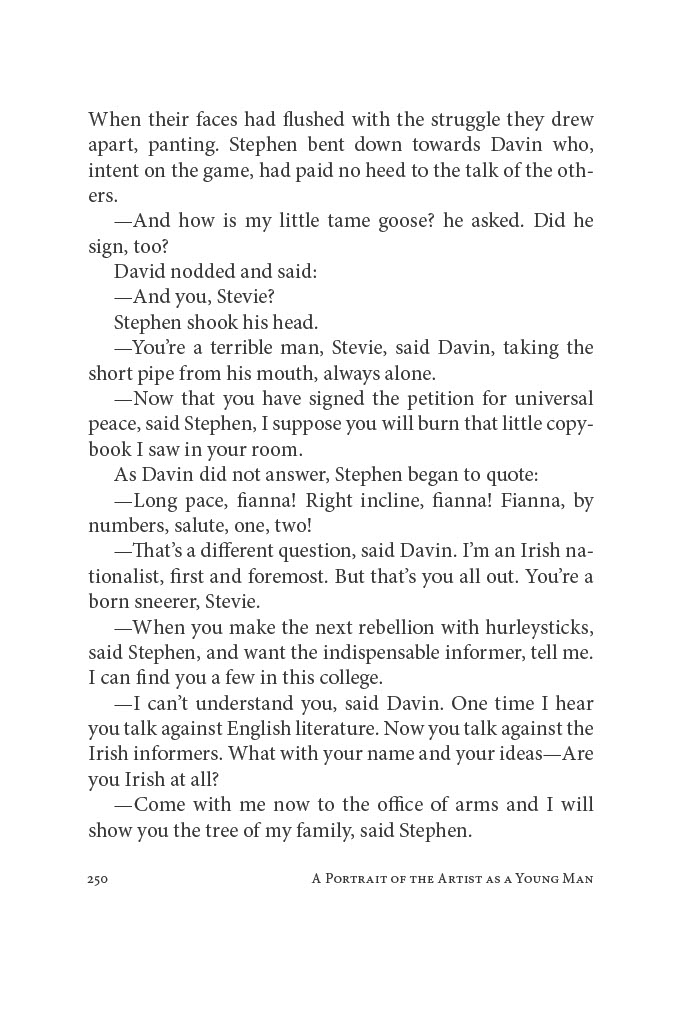 When their faces had flushed with the struggle they drew
apart, panting. Stephen bent down towards Davin who,
intent on the game, had paid no heed to the talk of the oth-
ers.
—And how is my little tame goose? he asked. Did he
sign, too?
David nodded and said:
—And you, Stevie?
Stephen shook his head.
—You’re a terrible man, Stevie, said Davin, taking the
short pipe from his mouth, always alone.
—Now that you have signed the petition for universal
peace, said Stephen, I suppose you will burn that little copy-
book I saw in your room.
As Davin did not answer, Stephen began to quote:
—Long pace, fianna! Right incline, fianna! Fianna, by
numbers, salute, one, two!
—That’s a different question, said Davin. I’m an Irish na-
tionalist, first and foremost. But that’s you all out. You’re a
born sneerer, Stevie.
—When you make the next rebellion with hurleysticks,
said Stephen, and want the indispensable informer, tell me.
I can find you a few in this college.
—I can’t understand you, said Davin. One time I hear
you talk against English literature. Now you talk against the
Irish informers. What with your name and your ideas—Are
you Irish at all?
—Come with me now to the office of arms and I will
show you the tree of my family, said Stephen.
250 A Portrait of the Artist as a Young Man